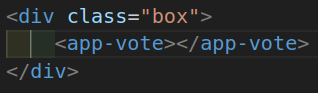 <div class="box">
    <app-vote></app-vote>
</div>